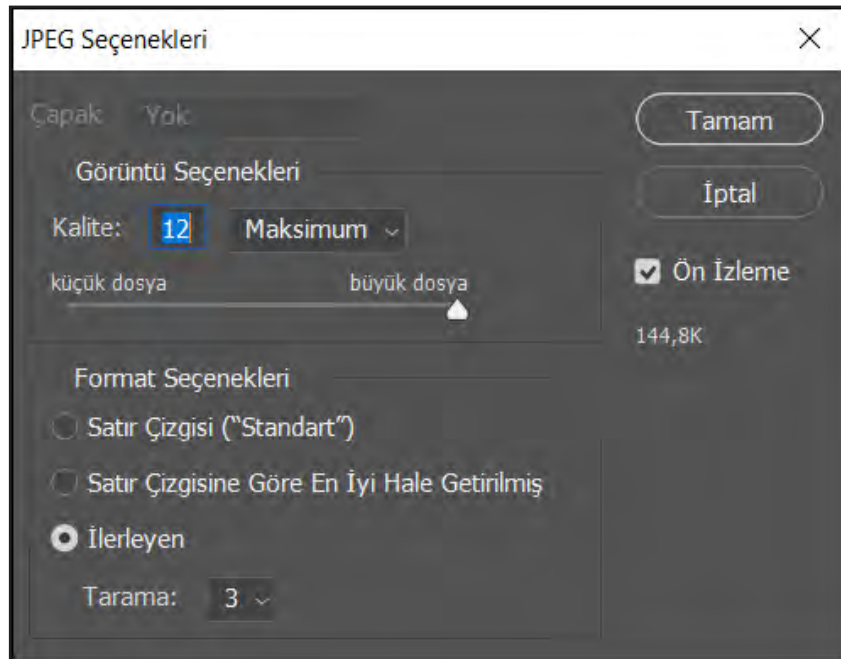 JPEG Seçenekleri
Çapak: Yok
Tamam
Görüntü Seçenekleri
İptal
Kalite: 12 Maksimum
Ön İzleme
küçük dosya büyük dosya
144,8K
Format Seçenekleri
Satır Çizgisi (“Standart”)
Satır Çizgisine Göre En İyi Hale Getirilmiş
İlerleyen
Tarama: 3